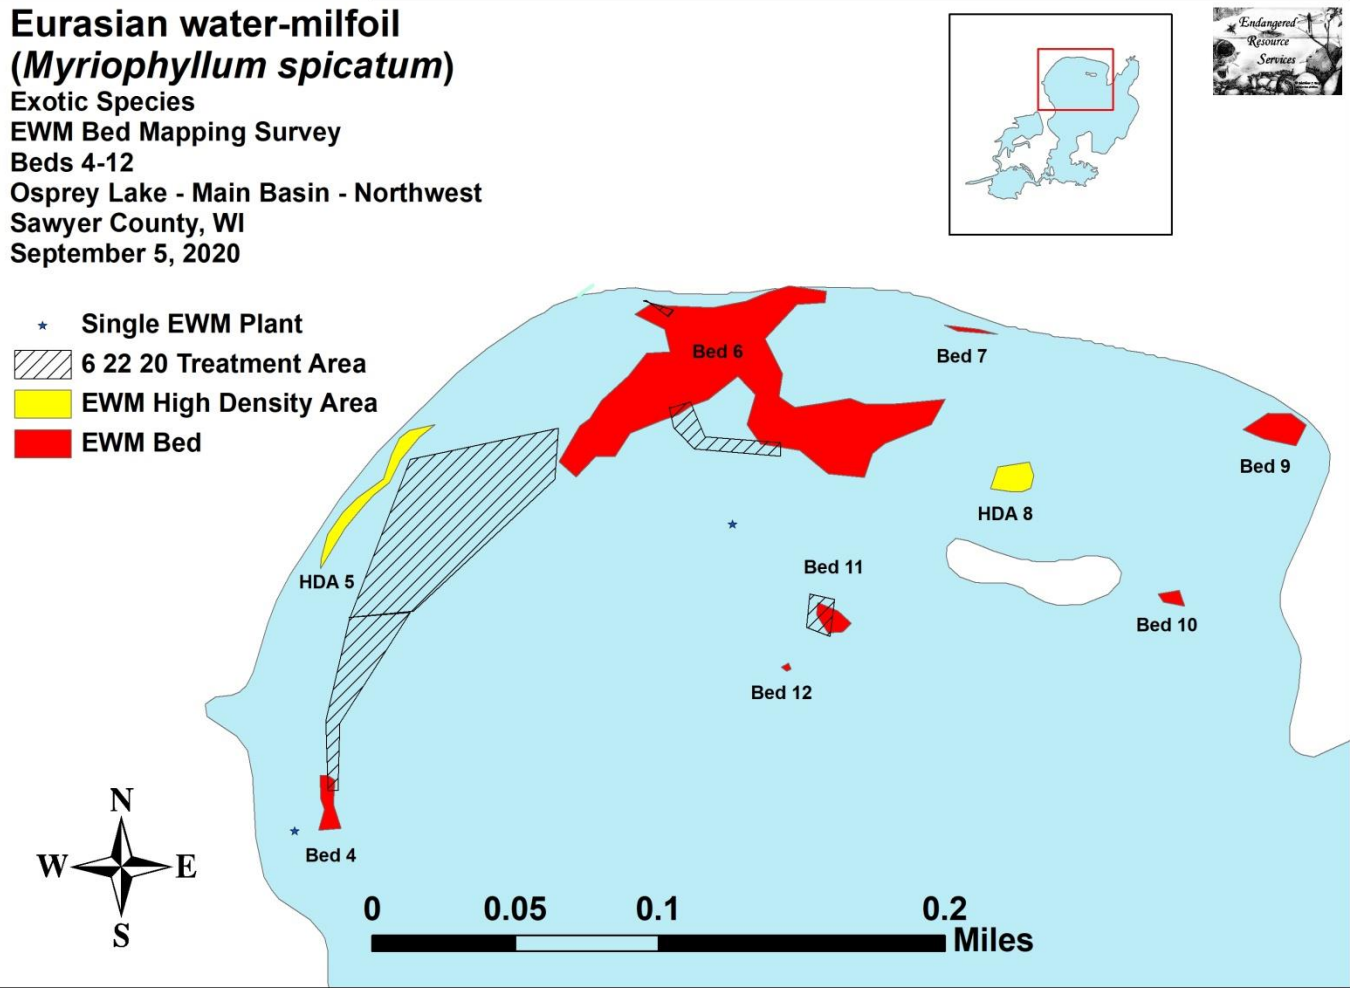 Eurasian water-milfoil
(Myriophyllum spicatum)
Exotic Species
EWM Bed Mapping Survey
Beds 4-12
Osprey Lake - Main Basin - Northwest
Sawyer County, WI
September 5, 2020
Endangered
Resource
Services
Single EWM Plant
6 22 20 Treatment Area
EWM High Density Area
EWM Bed
Bed 6
Bed 7
Bed 9
HDA 8
HDA 5
Bed 11
Bed 10
Bed 12
Bed 4
N
W E
S
0 0.05 0.1 0.2
Miles